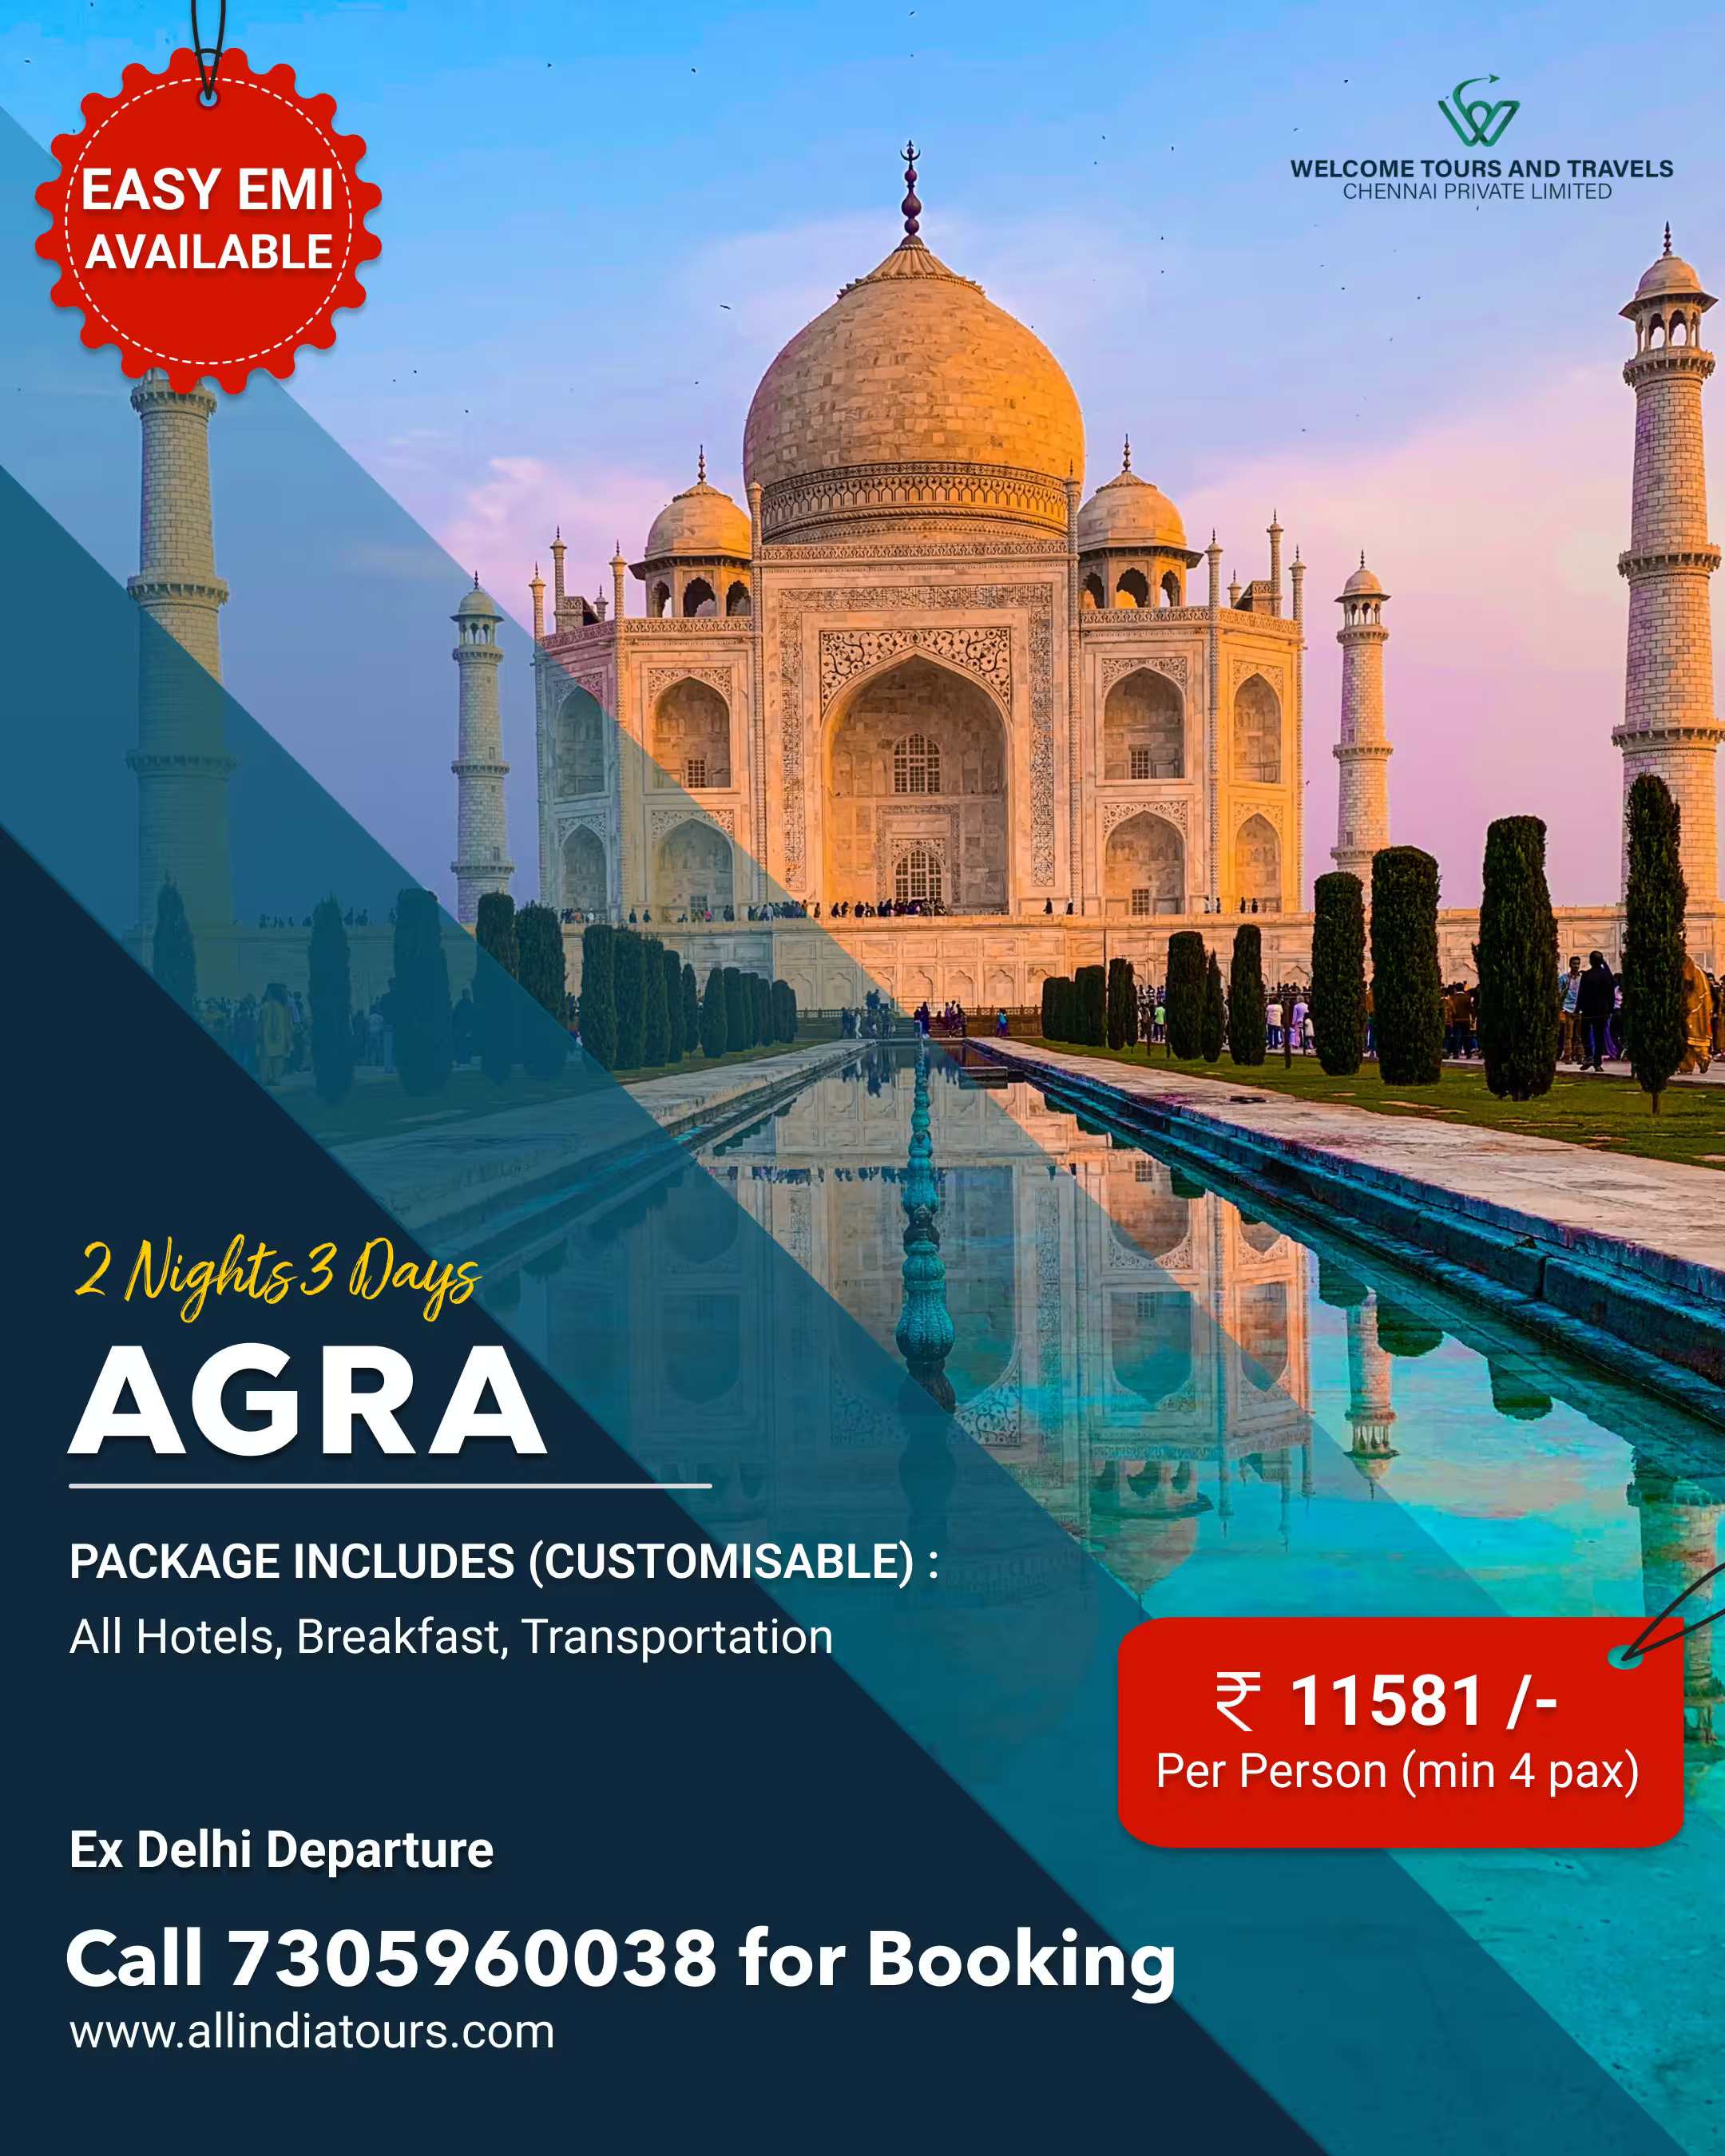 EASY EMI
AVAILABLE
WELCOME TOURS AND TRAVELS
CHENNAI PRIVATE LIMITED
2 Nights 3 Days
AGRA
PACKAGE INCLUDES (CUSTOMISABLE) :
All Hotels, Breakfast, Transportation
₹ 11581 /-
Per Person (min 4 pax)
Ex Delhi Departure
Call 7305960038 for Booking
www.allindiatours.com